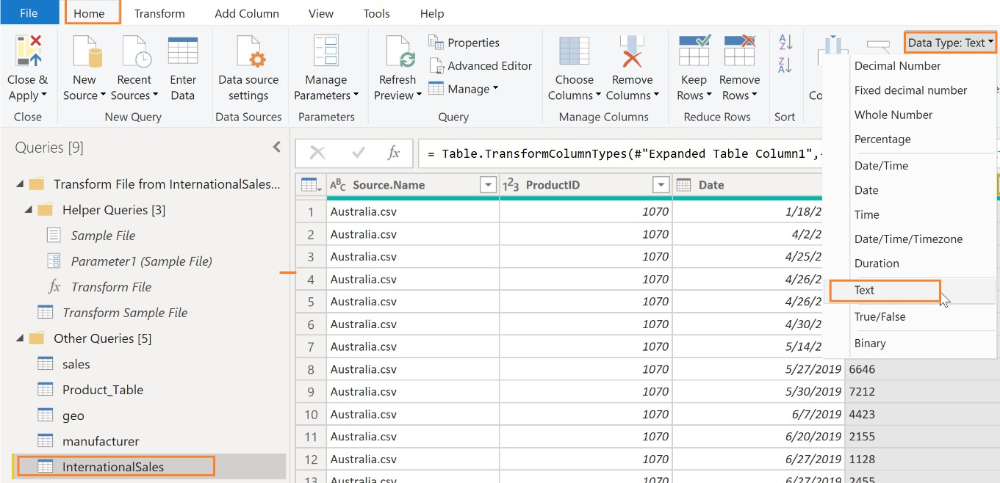 File Home Transform Add Column View Tools Help
Close & Apply
New Source
Recent Sources
Enter Data
Data source settings
Manage Parameters
Refresh Preview
Properties
Advanced Editor
Manage
Choose Columns
Remove Columns
Keep Rows
Remove Rows
Data Type: Text
Close New Query Data Sources Parameters Query Manage Columns Reduce Rows Sort
Decimal Number
Fixed decimal number
Whole Number
Percentage
Date/Time
Date
Time
Date/Time/Timezone
Duration
Text
True/False
Binary
Queries [9]
Transform File from InternationalSales...
Helper Queries [3]
Sample File
Parameter1 (Sample File)
fx Transform File
Transform Sample File
Other Queries [5]
sales
Product_Table
geo
manufacturer
InternationalSales
fx = Table.TransformColumnTypes(#"Expanded Table Column1",
ABC Source.Name 123 ProductID Date
1 Australia.csv 1070 1/18/2
2 Australia.csv 1070 4/2/2
3 Australia.csv 1070 4/25/2
4 Australia.csv 1070 4/26/2
5 Australia.csv 1070 4/26/2
6 Australia.csv 1070 4/30/2
7 Australia.csv 1070 5/14/2
8 Australia.csv 1070 5/27/2019 6646
9 Australia.csv 1070 5/30/2019 7212
10 Australia.csv 1070 6/7/2019 4423
11 Australia.csv 1070 6/20/2019 2155
12 Australia.csv 1070 6/27/2019 1128
13 Australia.csv 1070 6/27/2019 2455